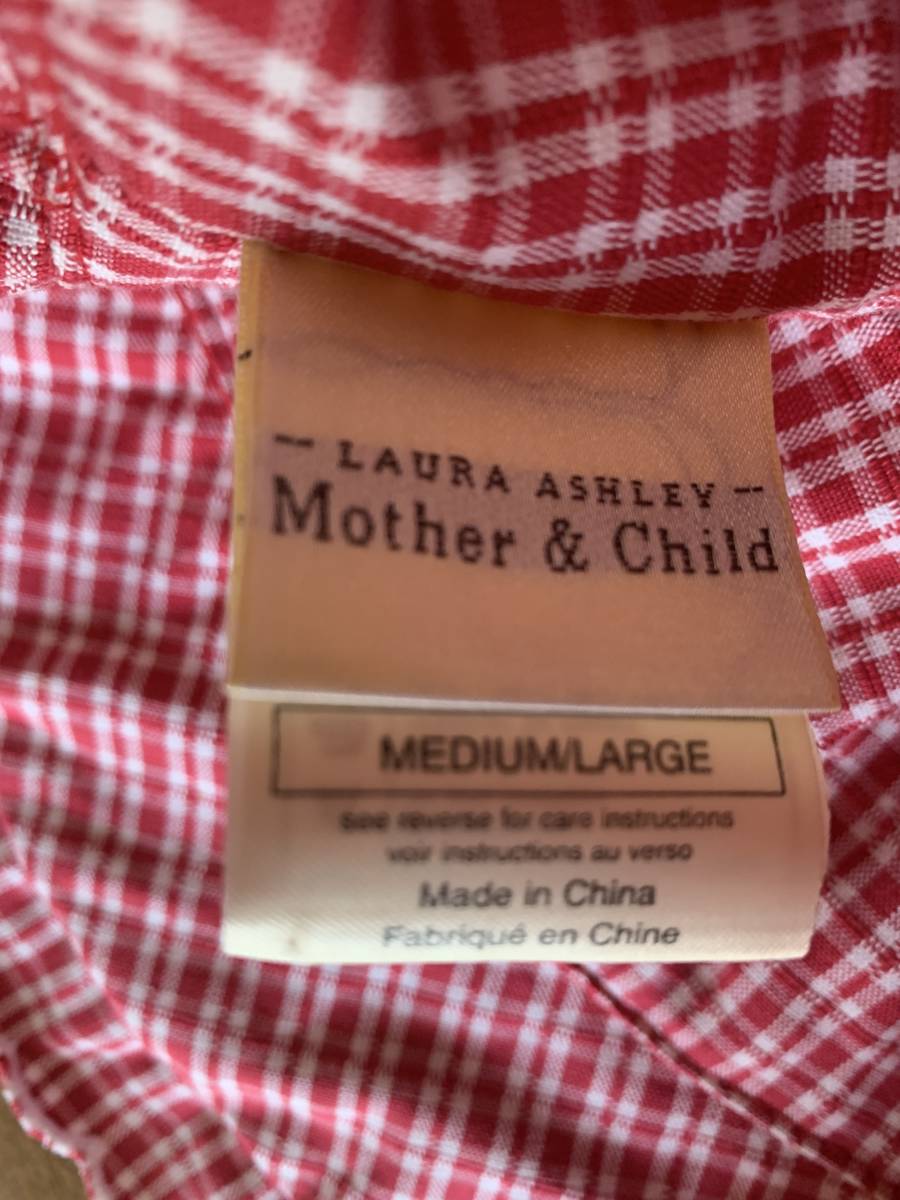 -- LAURA ASHLEY --
Mother & Child
MEDIUM/LARGE
see reverse for care instructions
voir instructions au verso
Made in China
Fabriqué en Chine